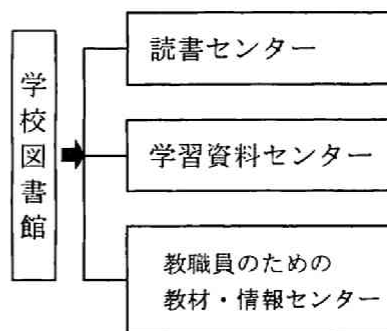 学校図書館
読書センター
学習資料センター
教職員のための
教材・情報センター